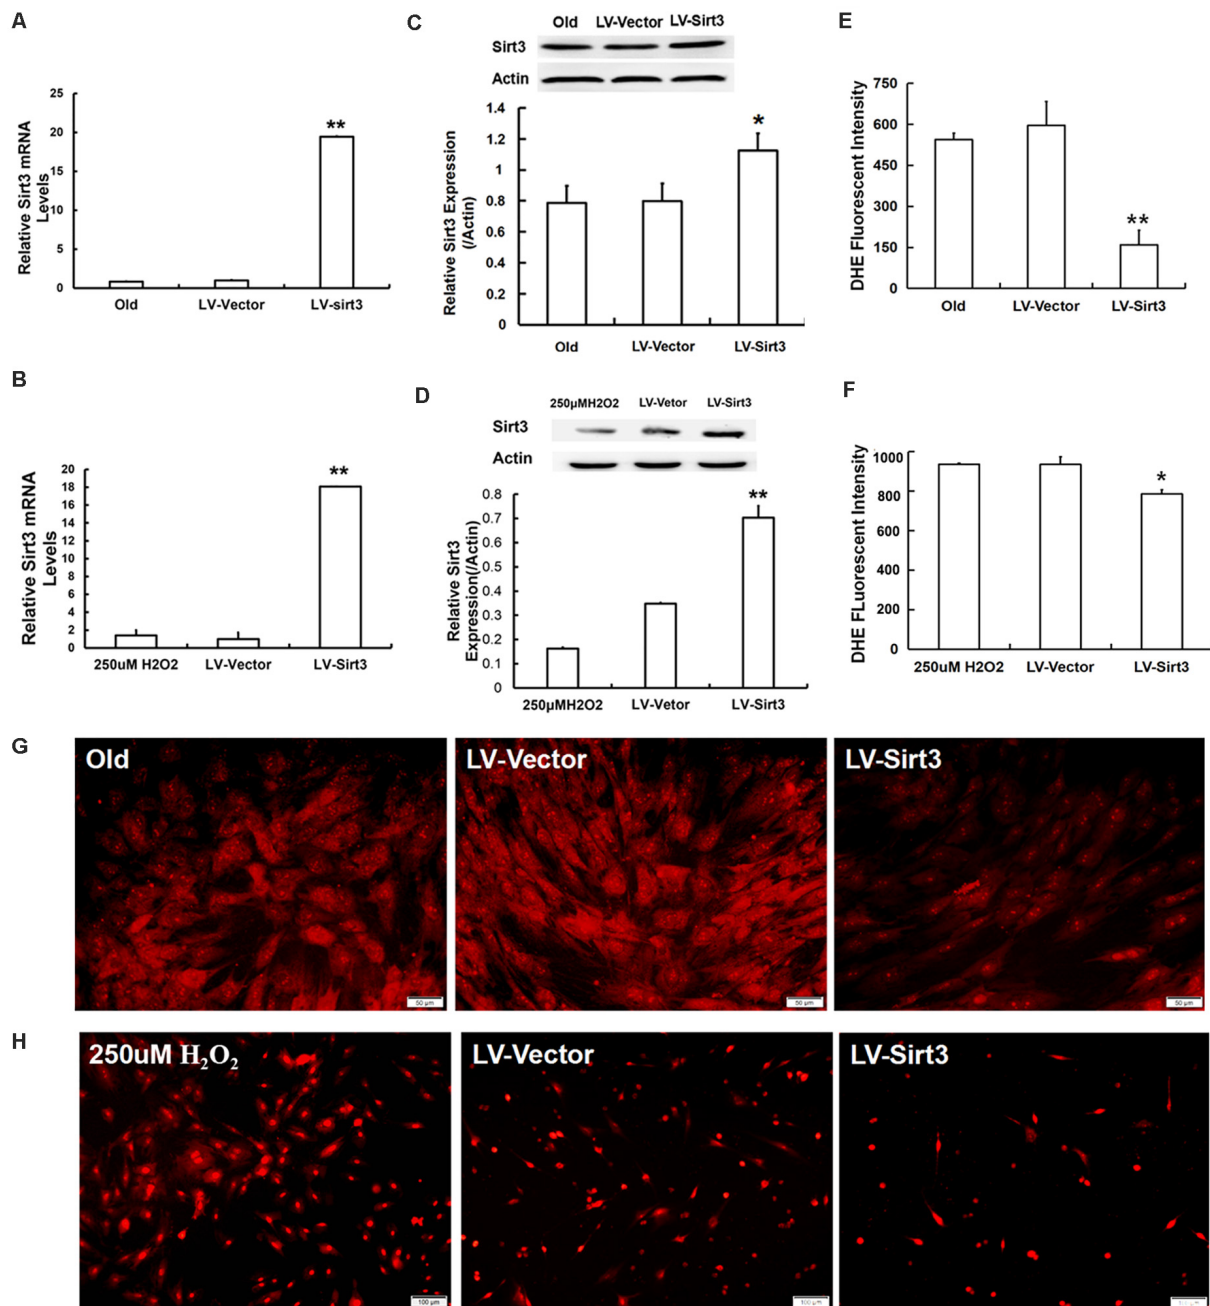 A
Relative Sirt3 mRNA
Levels
25
20
15
10
5
0
**
Old LV-Vector LV-sirt3
B
Relative Sirt3 mRNA
Levels
20
18
16
14
12
10
8
6
4
2
0
**
250uM H2O2 LV-Vector LV-Sirt3
C
Old LV-Vector LV-Sirt3
Sirt3
Actin
Relative Sirt3 Expression
(/Actin)
1.4
1.2
1
0.8
0.6
0.4
0.2
0
*
Old LV-Vector LV-Sirt3
D
250µMH2O2 LV-Vetor LV-Sirt3
Sirt3
Actin
Relative Sirt3
Expression(/Actin)
0.8
0.7
0.6
0.5
0.4
0.3
0.2
0.1
0
**
250µMH2O2 LV-Vetor LV-Sirt3
E
DHE Fluorescent Intensity
750
600
450
300
150
0
**
Old LV-Vector LV-Sirt3
F
DHE FLuorescent Intensity
1000
800
600
400
200
0
*
250uM H2O2 LV-Vector LV-Sirt3
G
Old
50 µm
LV-Vector
50 µm
LV-Sirt3
50 µm
H
250uM H₂O₂
100 µm
LV-Vector
100 µm
LV-Sirt3
100 µm